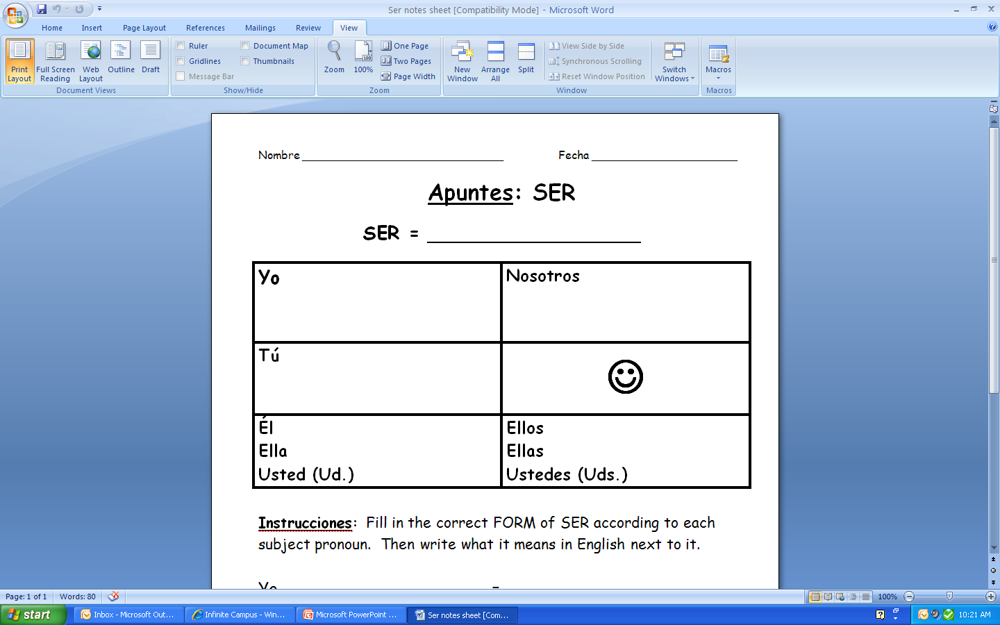 Ser notes sheet [Compatibility Mode] - Microsoft Word
Home Insert Page Layout References Mailings Review View
Print Layout
Full Screen Reading
Web Layout
Outline
Draft
Document Views
Ruler
Gridlines
Message Bar
Document Map
Thumbnails
Show/Hide
Zoom
100%
One Page
Two Pages
Page Width
Zoom
New Window
Arrange All
Split
View Side by Side
Synchronous Scrolling
Reset Window Position
Switch Windows
Window
Macros
Macros
Nombre Fecha
Apuntes: SER
SER = 
Yo Nosotros
Tú
Él Ellos
Ella Ellas
Usted (Ud.) Ustedes (Uds.)
Instrucciones: Fill in the correct FORM of SER according to each
subject pronoun. Then write what it means in English next to it.
Yo =
Page: 1 of 1 Words: 80 100%
start Inbox - Microsoft Out... Infinite Campus - Win... Microsoft PowerPoint ... Ser notes sheet [Com... 10:21 AM